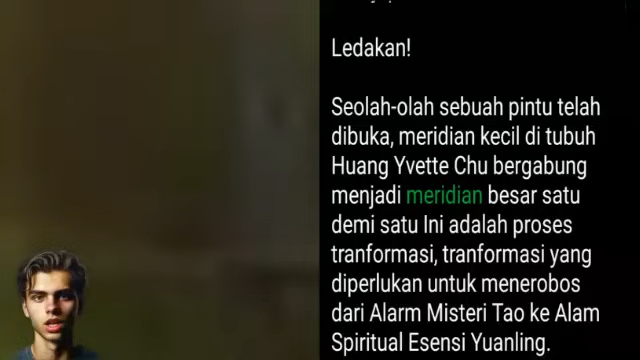 Ledakan!
Seolah-olah sebuah pintu telah
dibuka, meridian kecil di tubuh
Huang Yvette Chu bergabung
menjadi meridian besar satu
demi satu Ini adalah proses
tranformasi, tranformasi yang
diperlukan untuk menerobos
dari Alarm Misteri Tao ke Alam
Spiritual Esensi Yuanling.